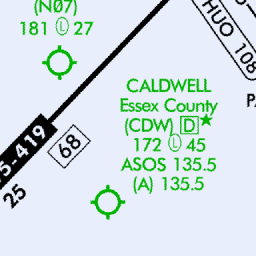 (N07)
181 Ⓛ 27
HUO 108
CALDWELL
Essex County
(CDW) D★
172 Ⓛ 45
ASOS 135.5
(A) 135.5
5-419
68
25